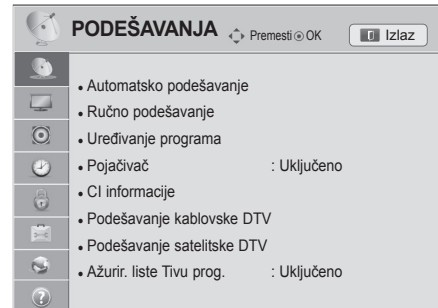 PODEŠAVANJA Premesti OK Izlaz
• Automatsko podešavanje
• Ručno podešavanje
• Uređivanje programa
• Pojačivač : Uključeno
• CI informacije
• Podešavanje kablovske DTV
• Podešavanje satelitske DTV
• Ažurir. liste Tivu prog. : Uključeno